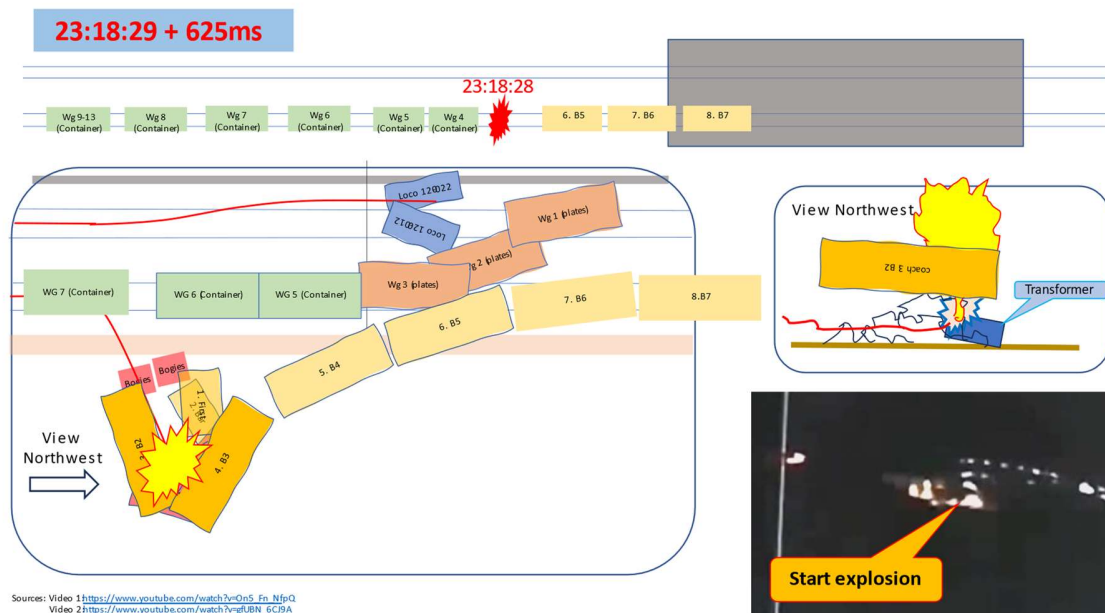 23:18:29 + 625ms
23:18:28
Wg 9-13
(Container)
Wg 8
(Container)
Wg 7
(Container)
Wg 6
(Container)
Wg 5
(Container)
Wg 4
(Container)
6. B5
7. B6
8. B7
Loco 120022
Loco 120012
Wg 1 (plates)
g 2 (plates)
Wg 3 (plates)
WG 7 (Container)
WG 6 (Container)
WG 5 (Container)
7. B6
8.B7
6. B5
5. B4
Bogies
Bogies
1. First
B2
4. B3
View
Northwest
View Northwest
coach 3 B2
Transformer
Start explosion
Sources: Video 1:https://www.youtube.com/watch?v=On5_Fn_NfpQ
Video 2:https://www.youtube.com/watch?v=gfUBN_6CJ9A